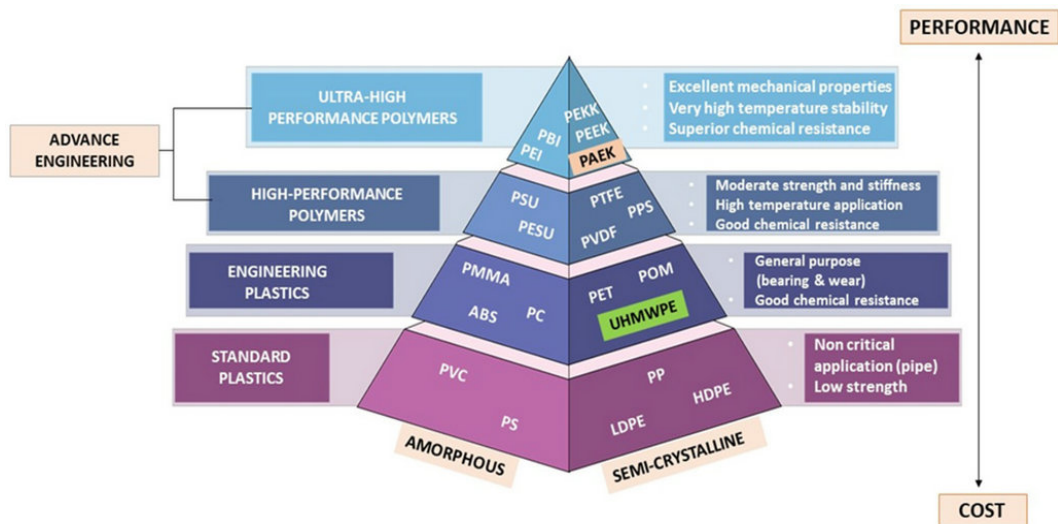 PERFORMANCE
ADVANCE
ENGINEERING
ULTRA-HIGH
PERFORMANCE POLYMERS
PBI
PEI
PEKK
PEEK
PAEK
Excellent mechanical properties
Very high temperature stability
Superior chemical resistance
HIGH-PERFORMANCE
POLYMERS
PSU
PESU
PTFE
PPS
PVDF
Moderate strength and stiffness
High temperature application
Good chemical resistance
ENGINEERING
PLASTICS
PMMA
ABS
PC
POM
PET
UHMWPE
General purpose
(bearing & wear)
Good chemical resistance
STANDARD
PLASTICS
PVC
PS
PP
HDPE
LDPE
Non critical
application (pipe)
Low strength
AMORPHOUS
SEMI-CRYSTALLINE
COST